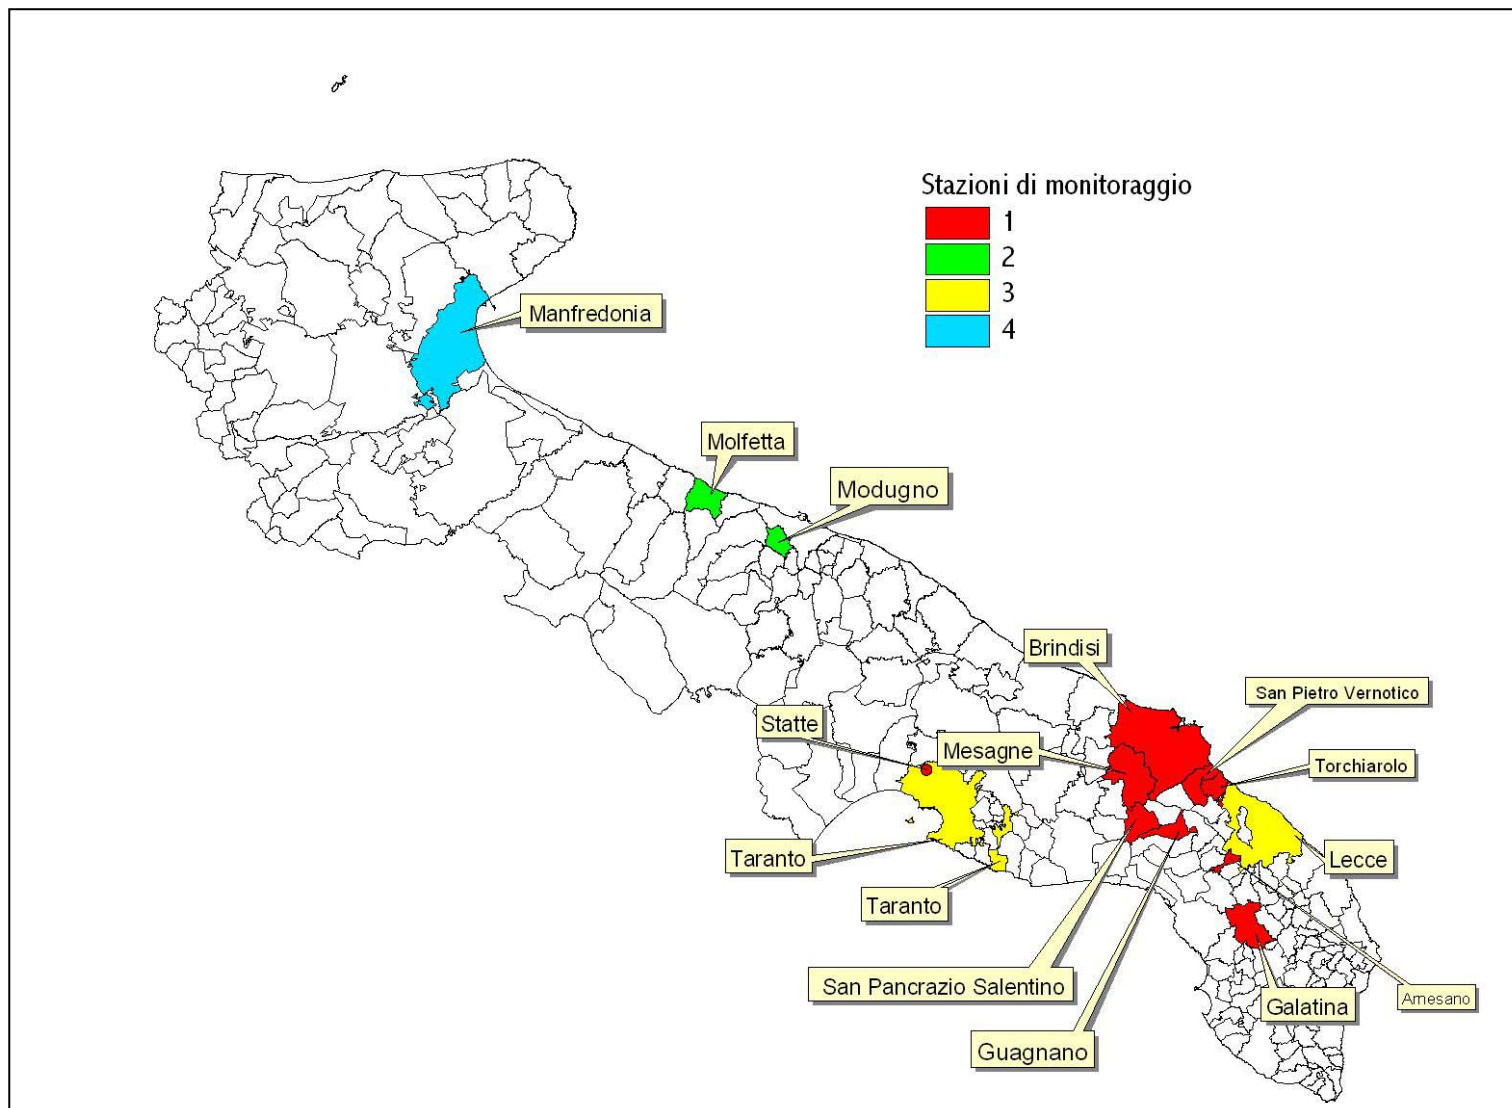 Stazioni di monitoraggio
1
2
3
4
Manfredonia
Molfetta
Modugno
Brindisi
San Pietro Vernotico
Statte
Mesagne
Torchiarolo
Taranto
Lecce
Taranto
San Pancrazio Salentino
Arnesano
Galatina
Guagnano